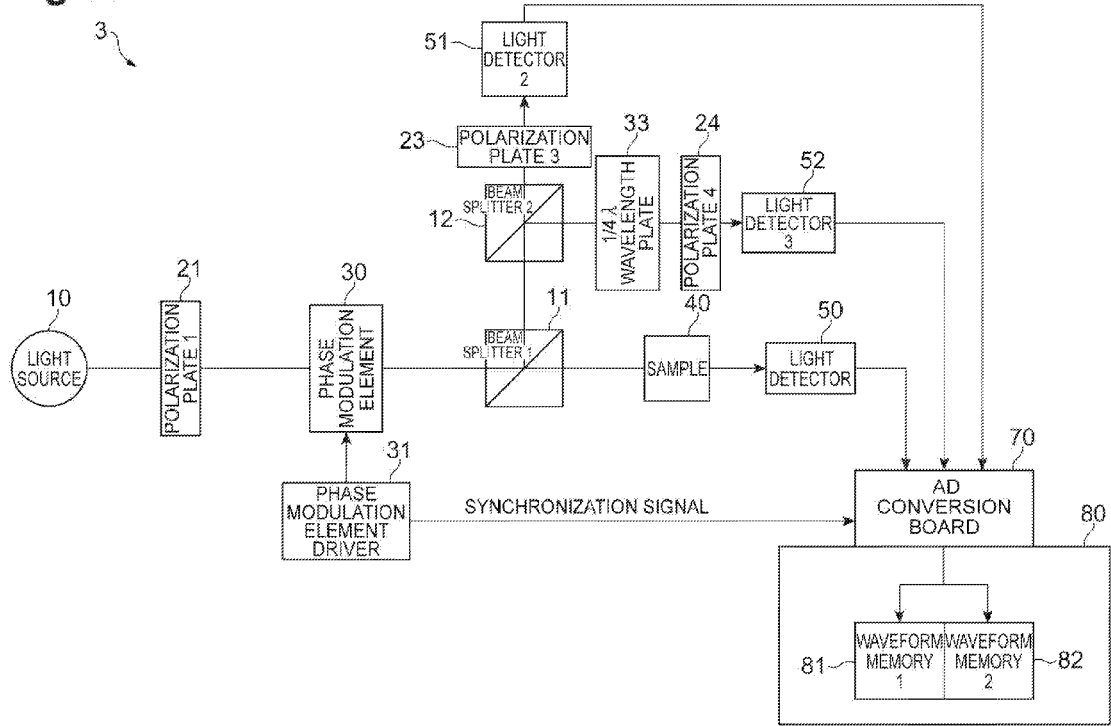 3
51
LIGHT
DETECTOR
2
23
POLARIZATION
PLATE 3
33
1/4 λ
WAVELENGTH
PLATE
24
POLARIZATION
PLATE 4
52
LIGHT
DETECTOR
3
12
BEAM
SPLITTER 2
10
LIGHT
SOURCE
21
POLARIZATION
PLATE 1
30
PHASE
MODULATION
ELEMENT
11
BEAM
SPLITTER 1
40
SAMPLE
50
LIGHT
DETECTOR
31
PHASE
MODULATION
ELEMENT
DRIVER
SYNCHRONIZATION SIGNAL
70
AD
CONVERSION
BOARD
80
81
WAVEFORM
MEMORY
1
WAVEFORM
MEMORY
2
82